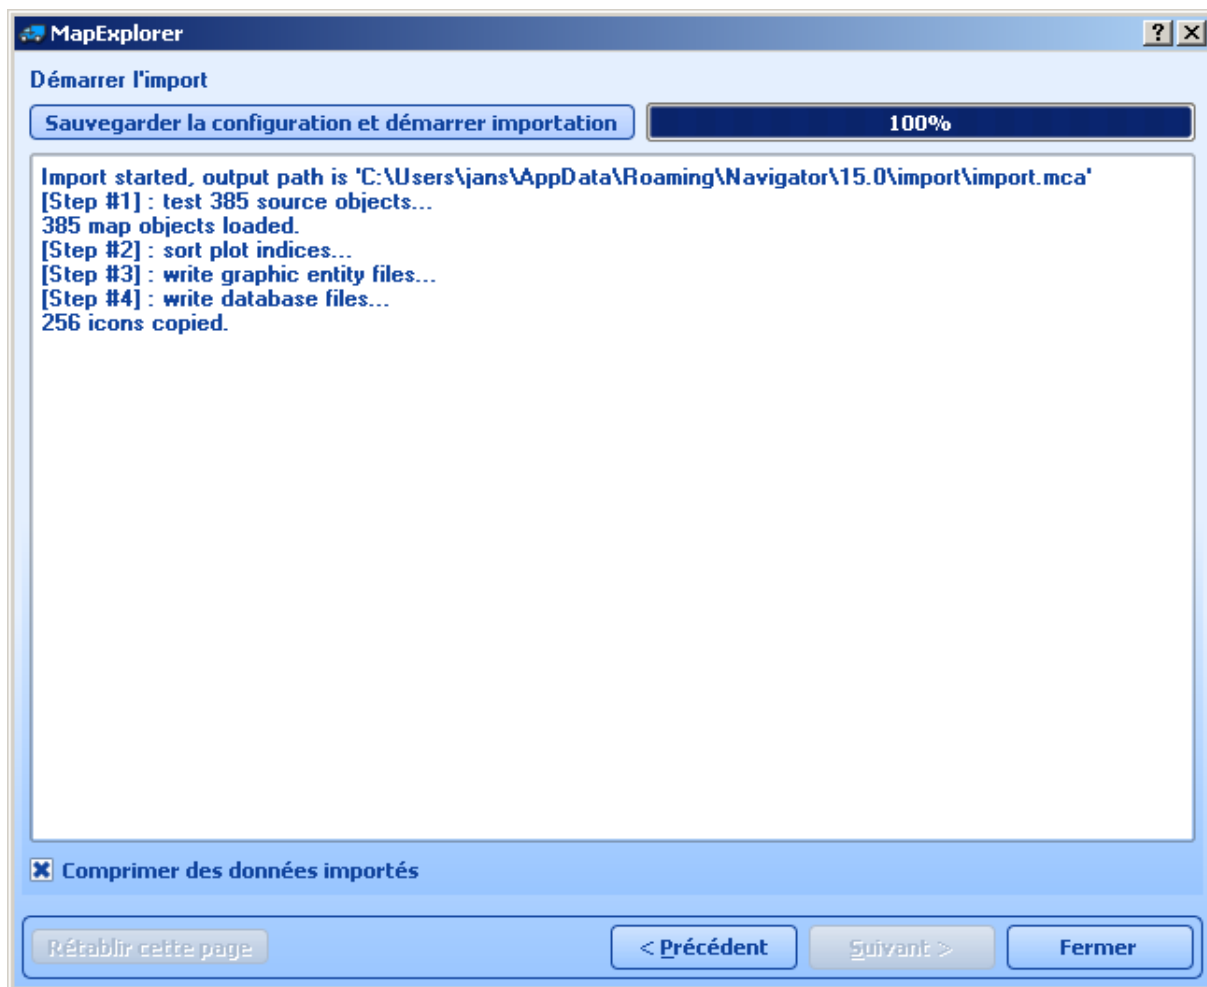 MapExplorer
Démarrer l'import
Sauvegarder la configuration et démarrer importation
100%
Import started, output path is 'C:\Users\jans\AppData\Roaming\Navigator\15.0\import\import.mca'
[Step #1] : test 385 source objects...
385 map objects loaded.
[Step #2] : sort plot indices...
[Step #3] : write graphic entity files...
[Step #4] : write database files...
256 icons copied.
Comprimer des données importés
Rétablir cette page
< Précédent
Suivant >
Fermer